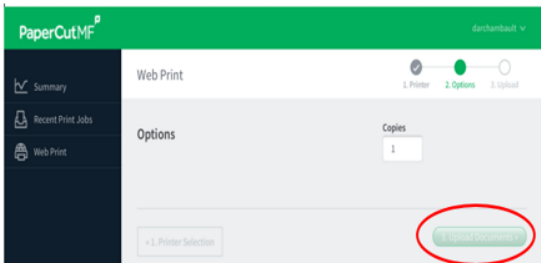 PaperCutMF
darchambault
Summary
Recent Print Jobs
Web Print
Web Print
1. Printer
2. Options
3. Upload
Options
Copies
1
« 1. Printer Selection
3. Upload Documents »